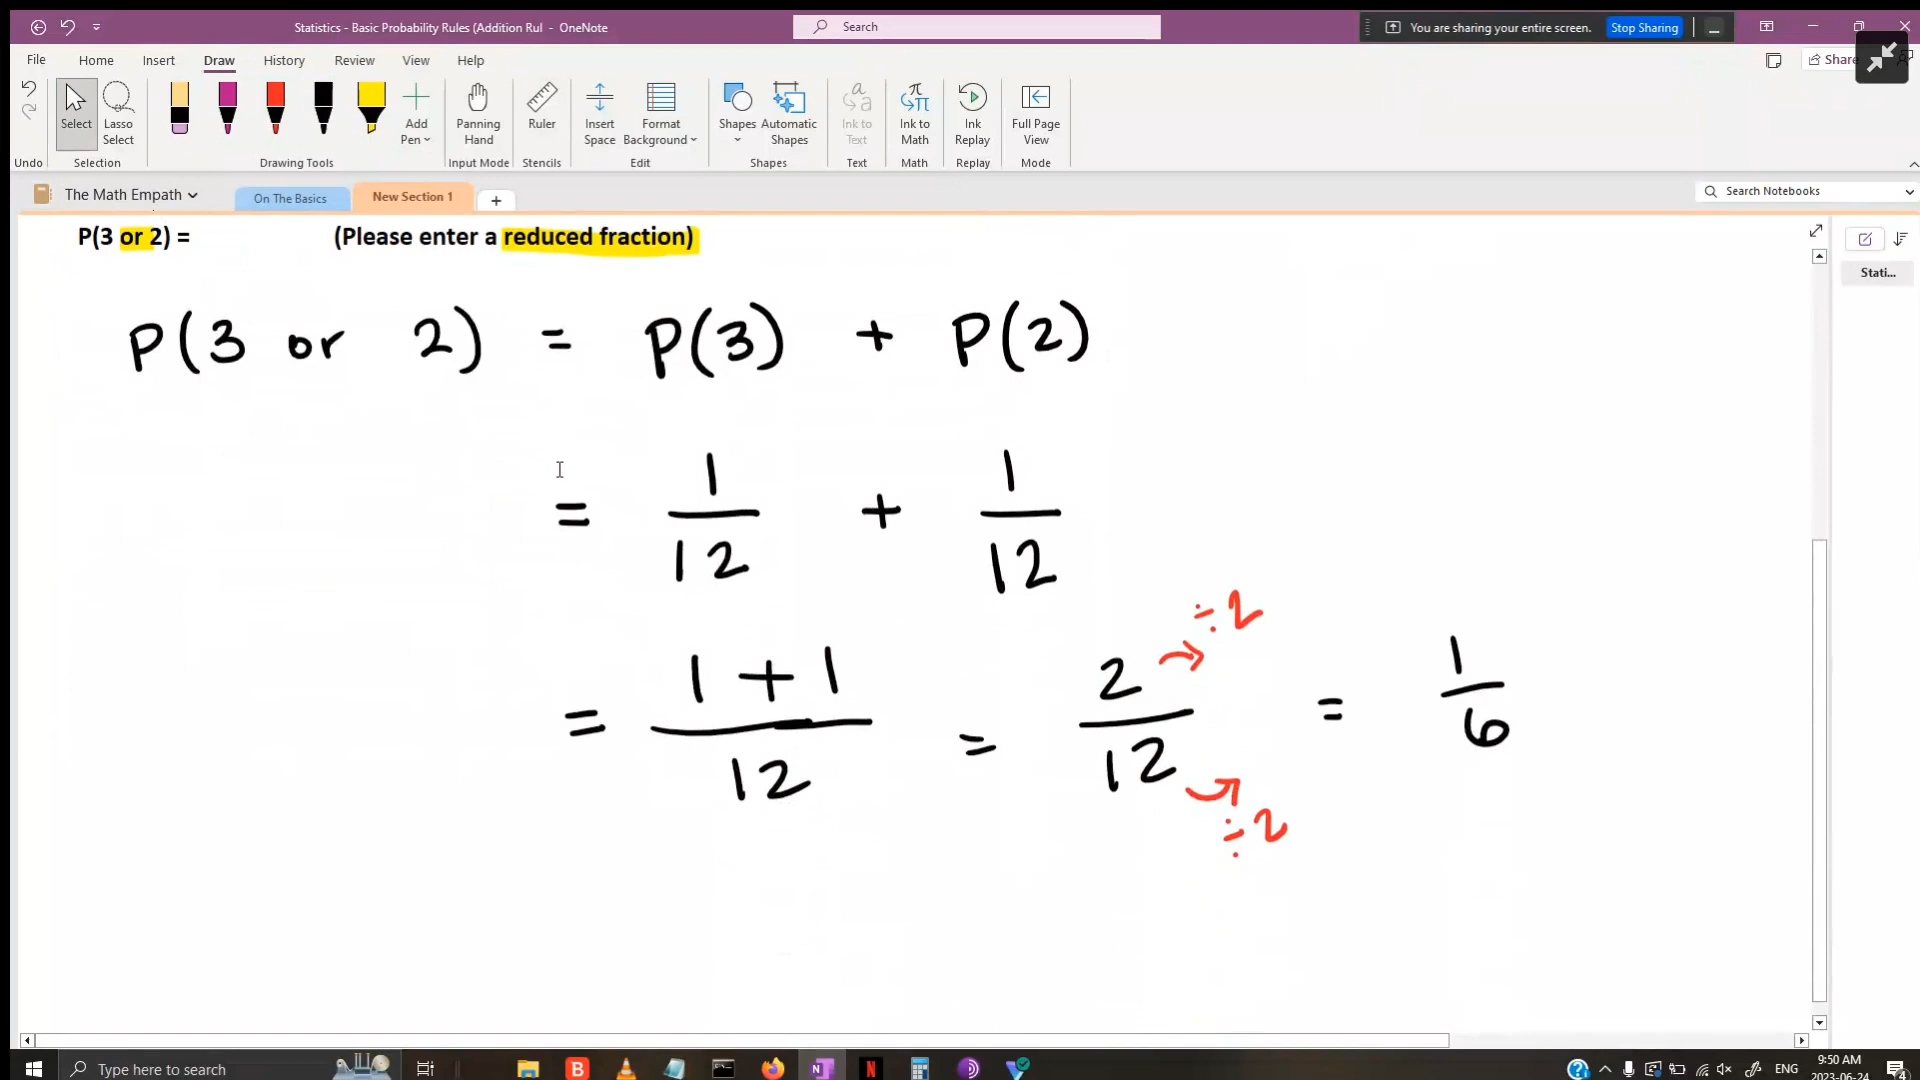 Statistics - Basic Probability Rules (Addition Rul - OneNote
Search
You are sharing your entire screen.
Stop Sharing
File Home Insert Draw History Review View Help
Share
Select
Lasso Select
Add Pen
Panning Hand
Ruler
Insert Space
Format Background
Shapes
Automatic Shapes
Ink to Text
Ink to Math
Ink Replay
Full Page View
Undo Selection Drawing Tools Input Mode Stencils Edit Shapes Text Math Replay Mode
The Math Empath
On The Basics
New Section 1
+
Search Notebooks
Stati...
P(3 or 2) = (Please enter a reduced fraction)
P(3 or 2) = P(3) + P(2)
= 1/12 + 1/12
= 1+1/12 = 2/12 = 1/6
÷2
÷2
Type here to search
ENG
9:50 AM
2023-06-24